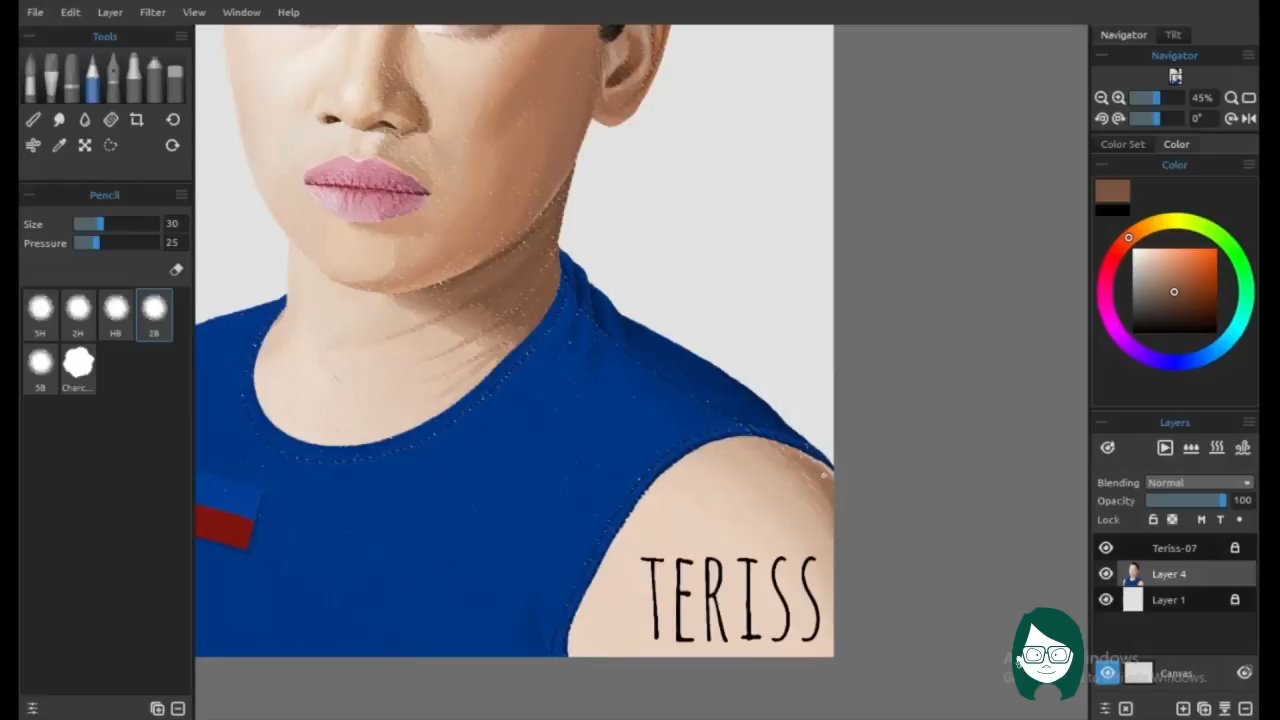 File Edit Layer Filter View Window Help
Tools
Pencil
Size 30
Pressure 25
5H 2H HB 2B
5B Charc...
TERISS
Navigator Tilt
Navigator
45%
0°
Color Set Color
Color
Layers
Blending Normal
Opacity 100
Lock M T
Teriss-07
Layer 4
Layer 1
Canvas